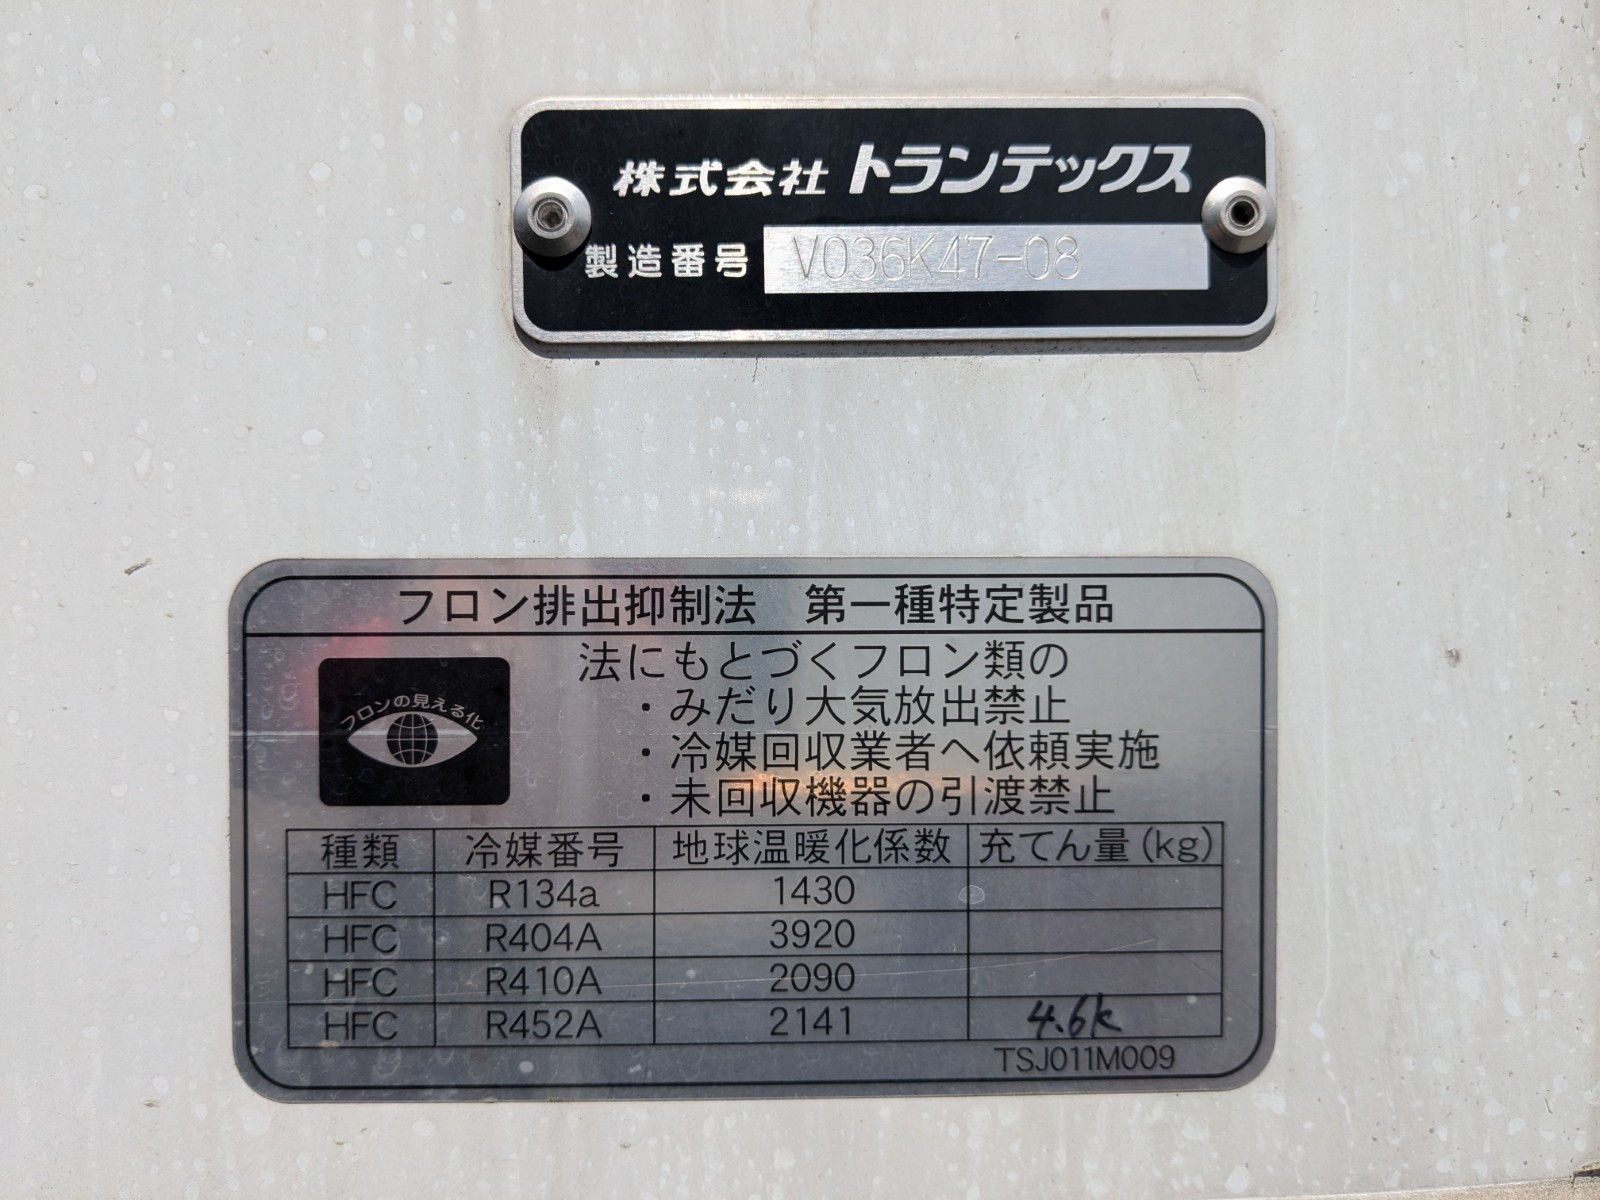 株式会社 トランテックス
製造番号 V036K47-08
フロン排出抑制法 第一種特定製品
フロンの見える化
法にもとづくフロン類の
・みだり大気放出禁止
・冷媒回収業者へ依頼実施
・未回収機器の引渡禁止
種類 冷媒番号 地球温暖化係数 充てん量(kg)
HFC R134a 1430
HFC R404A 3920
HFC R410A 2090
HFC R452A 2141 4.6k
TSJ011M009